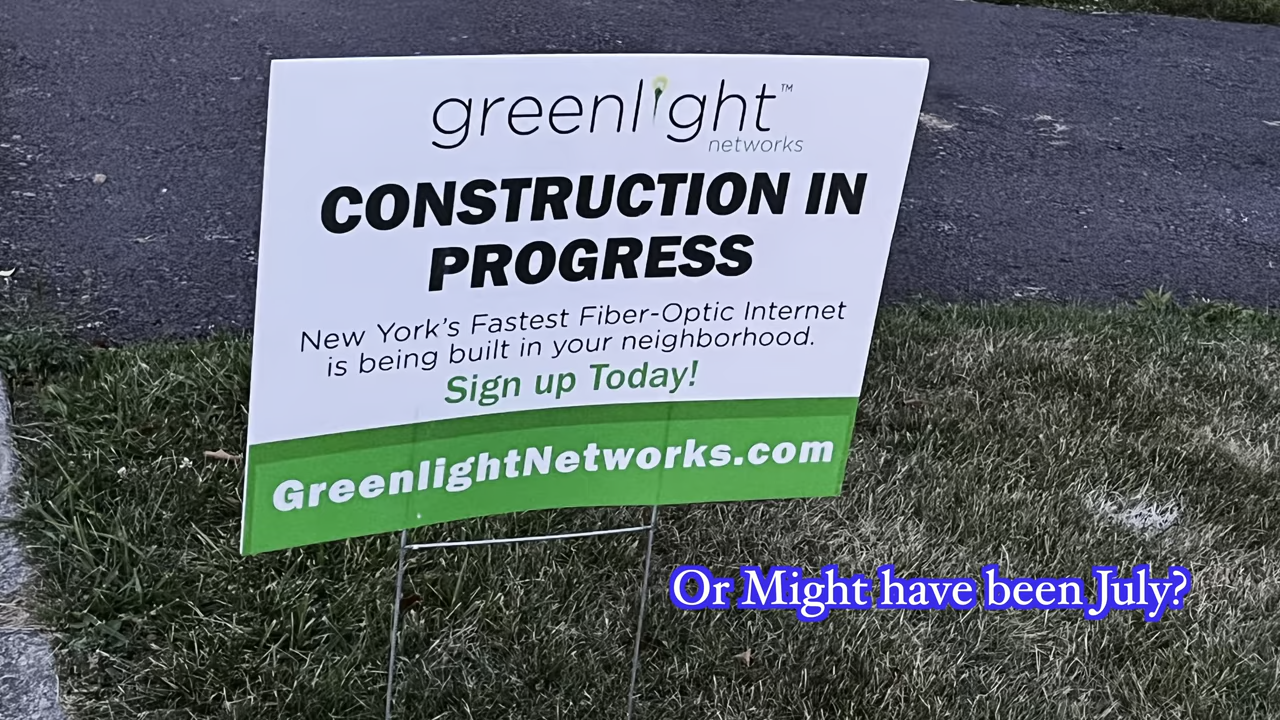 greenlight™
networks
CONSTRUCTION IN
PROGRESS
New York's Fastest Fiber-Optic Internet
is being built in your neighborhood.
Sign up Today!
GreenlightNetworks.com
Or Might have been July?